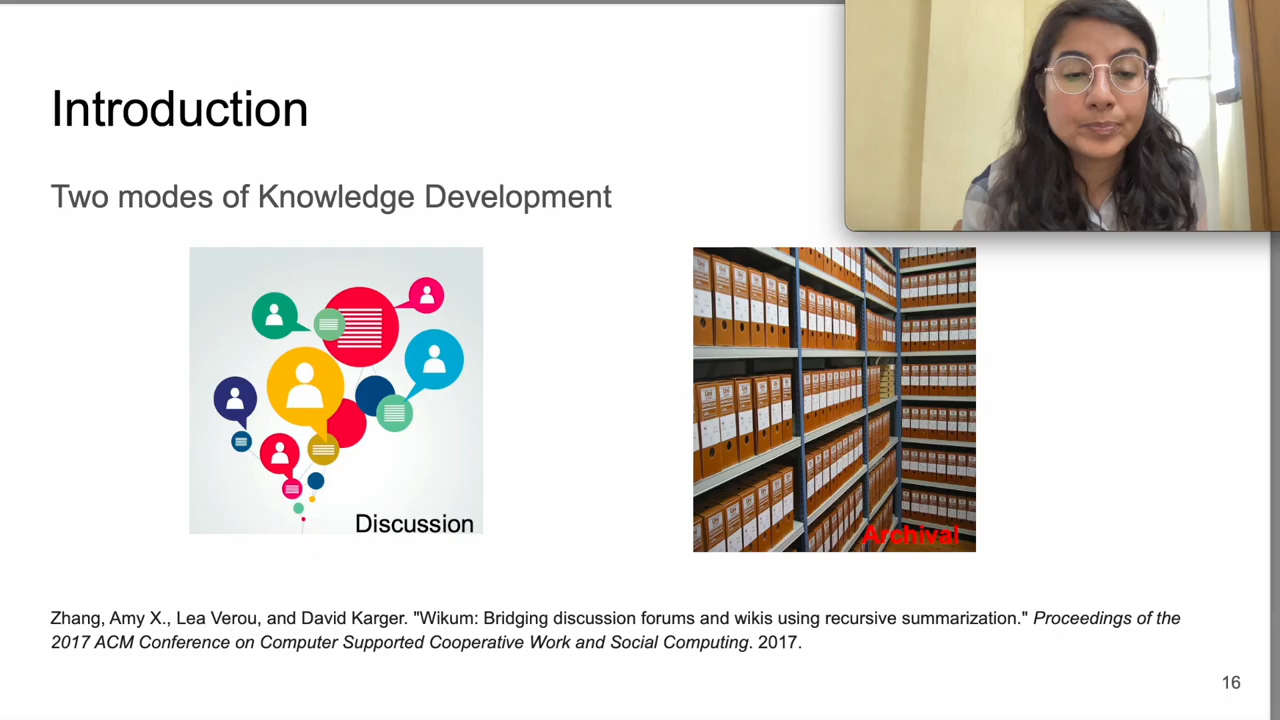 Introduction
Two modes of Knowledge Development
Discussion
Archival
Zhang, Amy X., Lea Verou, and David Karger. "Wikum: Bridging discussion forums and wikis using recursive summarization." Proceedings of the
2017 ACM Conference on Computer Supported Cooperative Work and Social Computing. 2017.
16